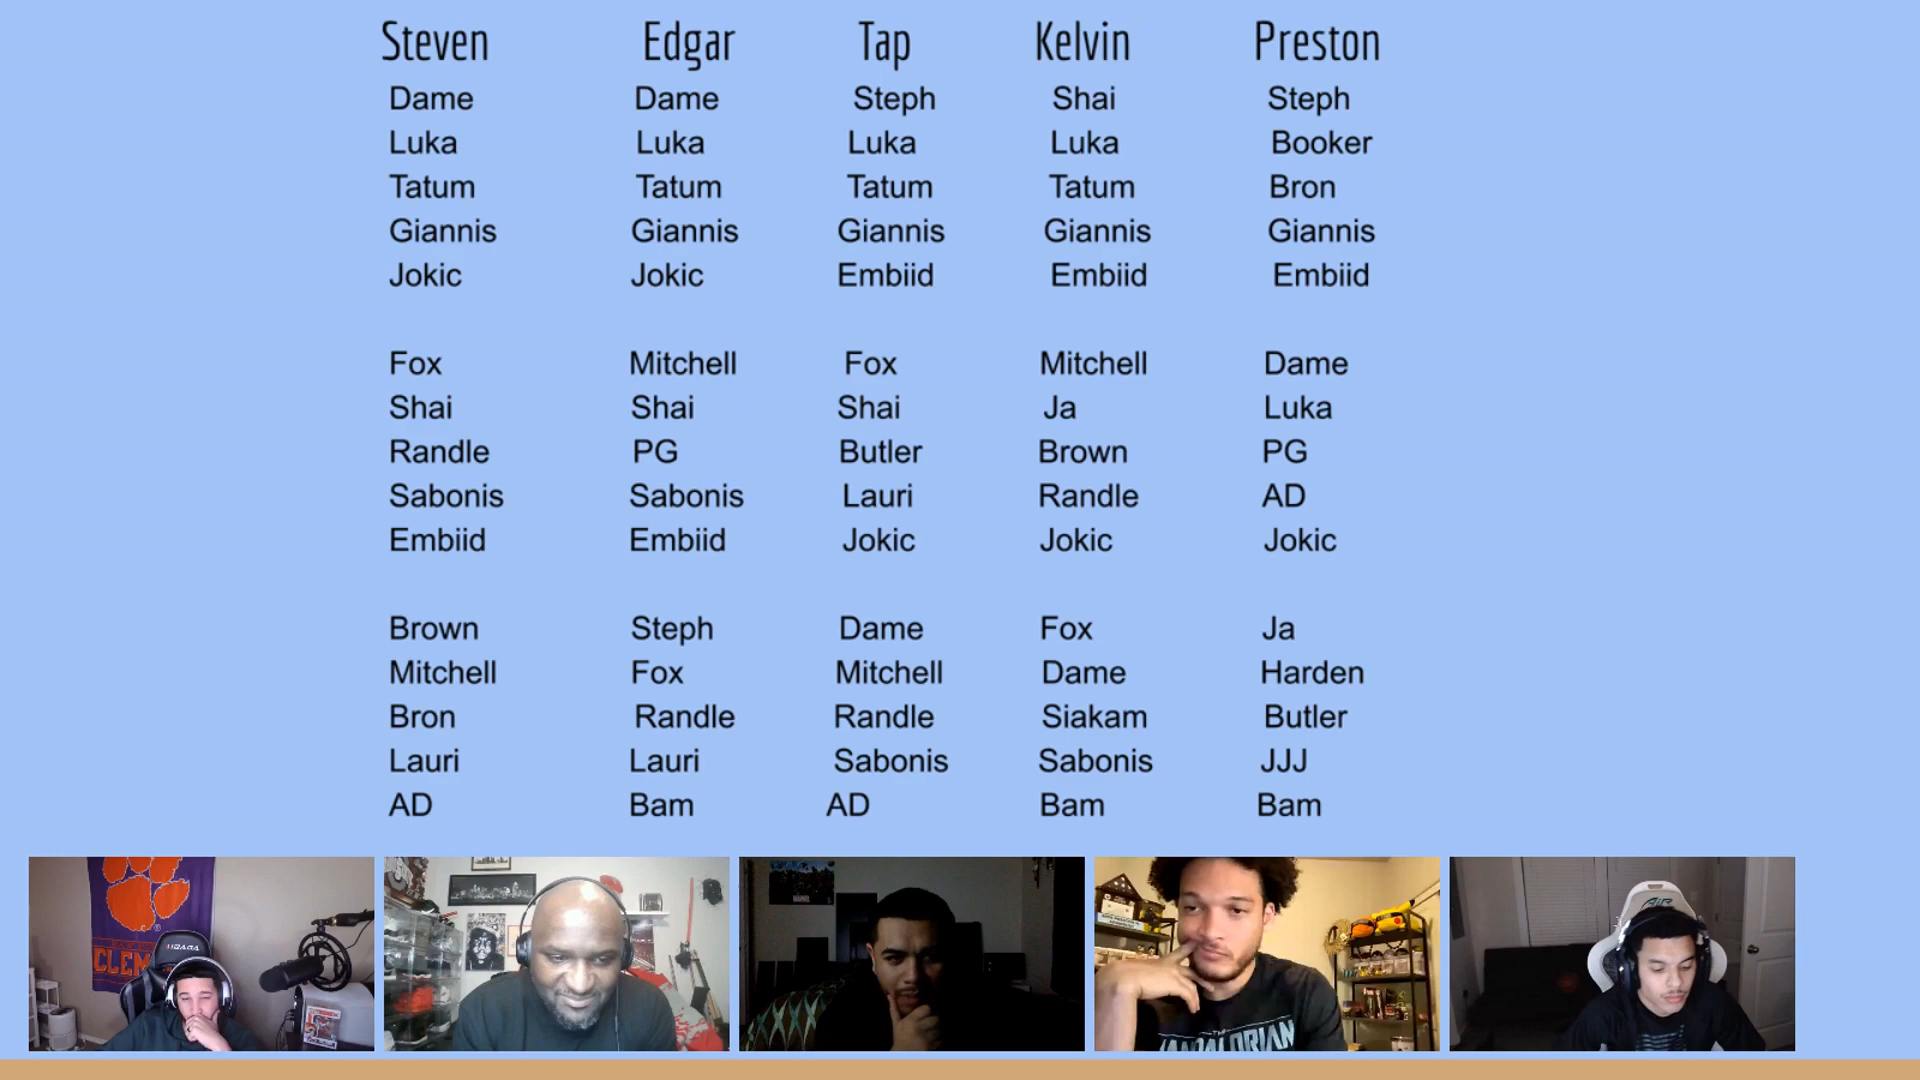 Steven Edgar Tap Kelvin Preston
Dame Dame Steph Shai Steph
Luka Luka Luka Luka Booker
Tatum Tatum Tatum Tatum Bron
Giannis Giannis Giannis Giannis Giannis
Jokic Jokic Embiid Embiid Embiid
Fox Mitchell Fox Mitchell Dame
Shai Shai Shai Ja Luka
Randle PG Butler Brown PG
Sabonis Sabonis Lauri Randle AD
Embiid Embiid Jokic Jokic Jokic
Brown Steph Dame Fox Ja
Mitchell Fox Mitchell Dame Harden
Bron Randle Randle Siakam Butler
Lauri Lauri Sabonis Sabonis JJJ
AD Bam AD Bam Bam
CLEM
MANDALORIAN